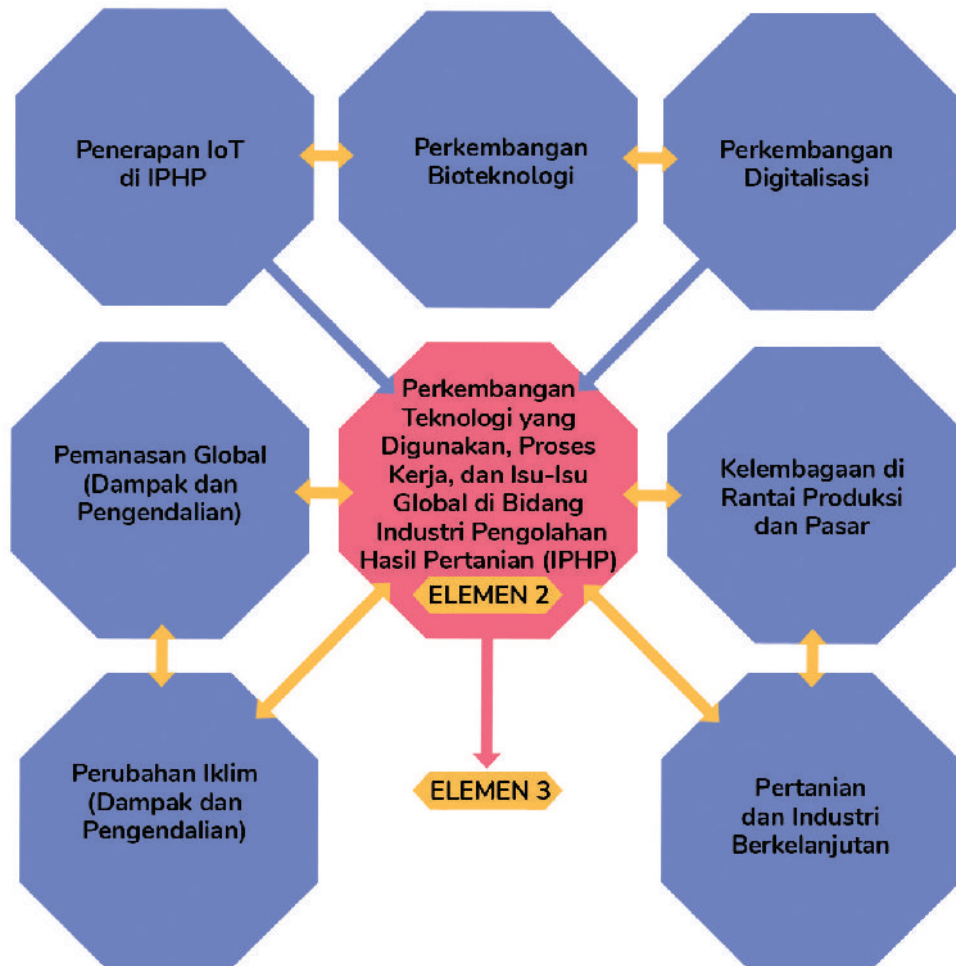 Penerapan IoT
di IPHP
Perkembangan
Bioteknologi
Perkembangan
Digitalisasi
Pemanasan Global
(Dampak dan
Pengendalian)
Perkembangan
Teknologi yang
Digunakan, Proses
Kerja, dan Isu-Isu
Global di Bidang
Industri Pengolahan
Hasil Pertanian (IPHP)
ELEMEN 2
Kelembagaan di
Rantai Produksi
dan Pasar
Perubahan Iklim
(Dampak dan
Pengendalian)
ELEMEN 3
Pertanian
dan Industri
Berkelanjutan